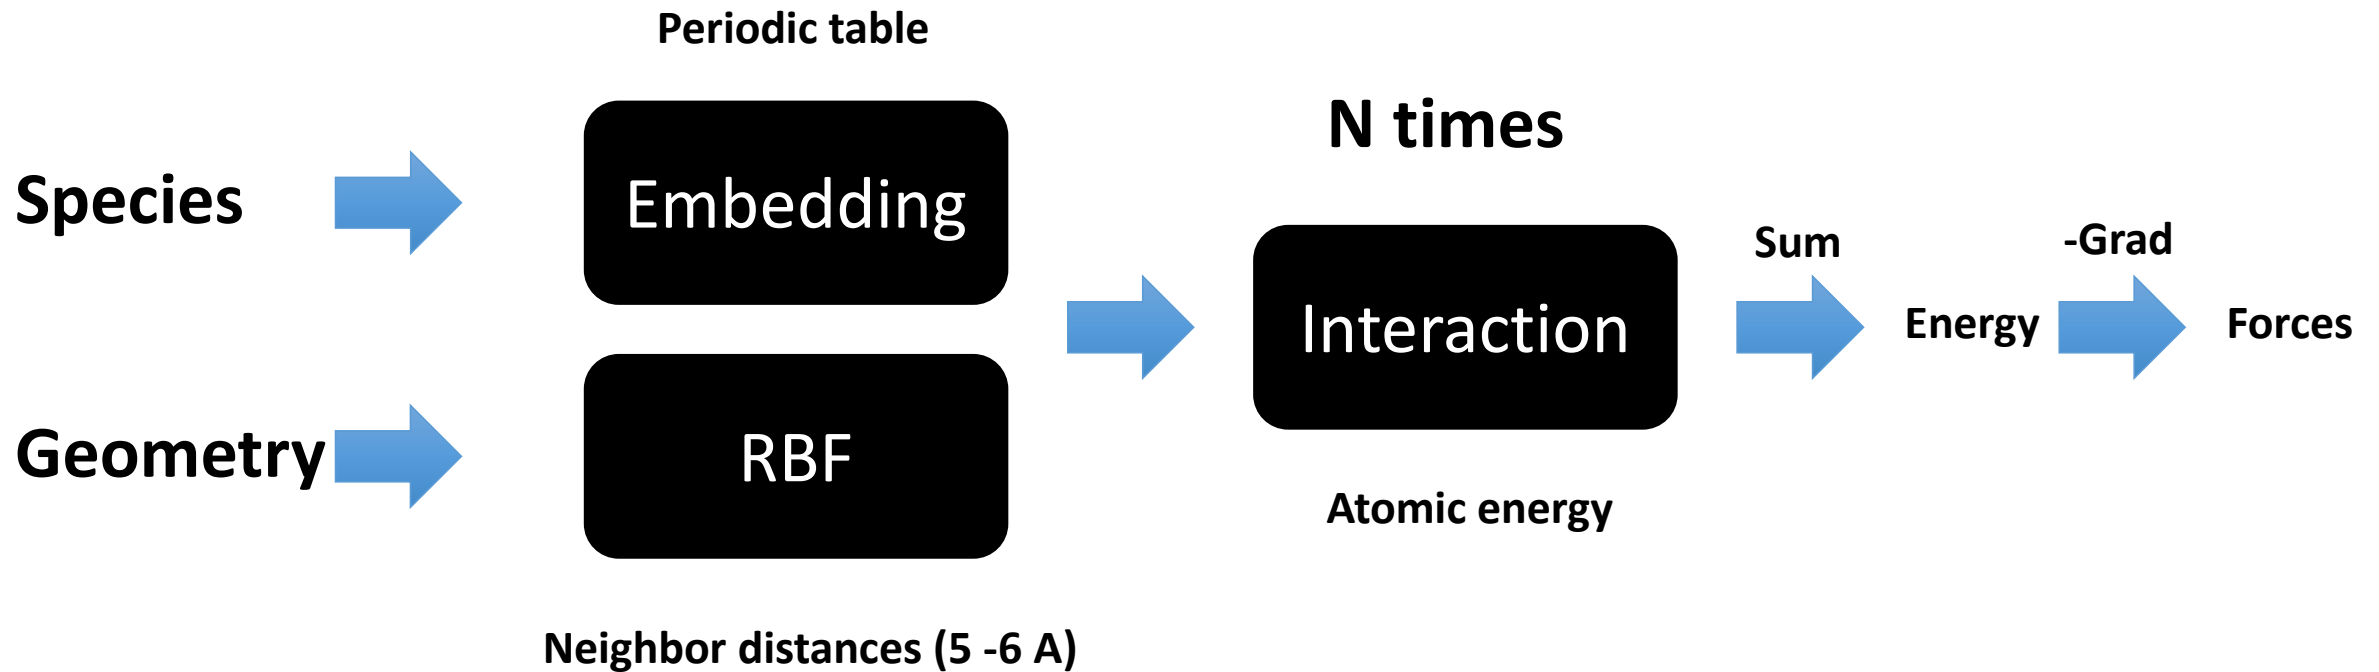 Periodic table
Species
Embedding
Geometry
RBF
Neighbor distances (5 -6 A)
N times
Interaction
Atomic energy
Sum
Energy
-Grad
Forces